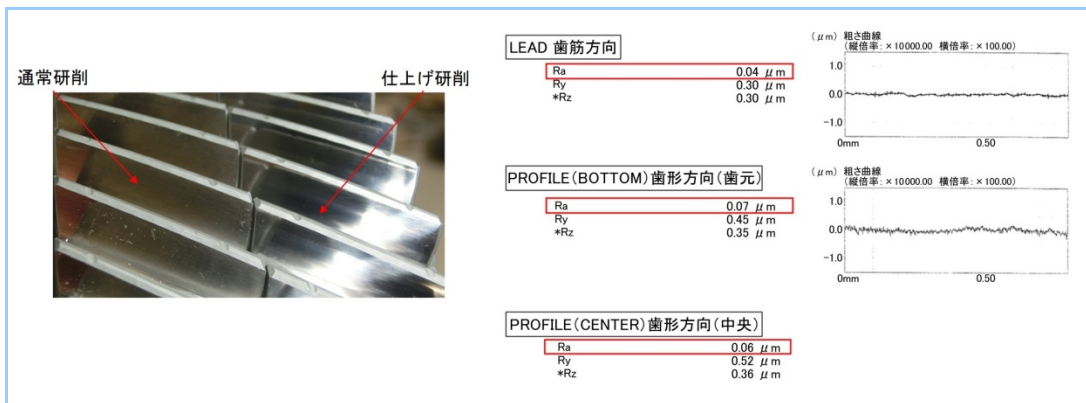 通常研削
仕上げ研削
LEAD 歯筋方向
Ra 0.04 μm
Ry 0.30 μm
*Rz 0.30 μm
(μm) 粗さ曲線
(縦倍率：×10000.00 横倍率：×100.00)
1.0
0.0
-1.0
0mm 0.50
PROFILE(BOTTOM)歯形方向(歯元)
Ra 0.07 μm
Ry 0.45 μm
*Rz 0.35 μm
(μm) 粗さ曲線
(縦倍率：×10000.00 横倍率：×100.00)
1.0
0.0
-1.0
0mm 0.50
PROFILE(CENTER)歯形方向(中央)
Ra 0.06 μm
Ry 0.52 μm
*Rz 0.36 μm